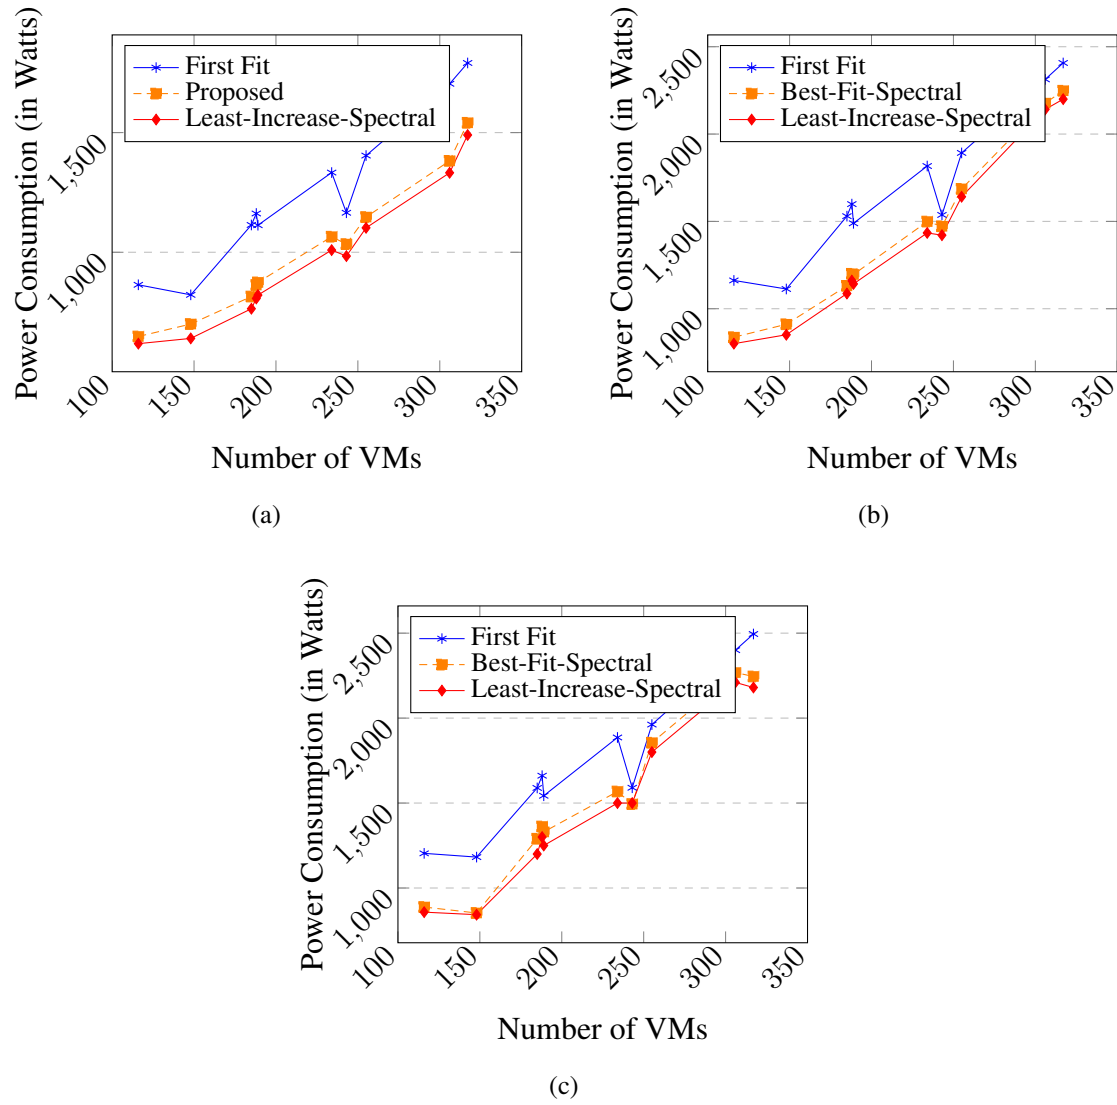 Power Consumption (in Watts)
1,500
1,000
First Fit
Proposed
Least-Increase-Spectral
100
150
200
250
300
350
Number of VMs
(a)
Power Consumption (in Watts)
2,500
2,000
1,500
1,000
First Fit
Best-Fit-Spectral
Least-Increase-Spectral
100
150
200
250
300
350
Number of VMs
(b)
Power Consumption (in Watts)
2,500
2,000
1,500
1,000
First Fit
Best-Fit-Spectral
Least-Increase-Spectral
100
150
200
250
300
350
Number of VMs
(c)